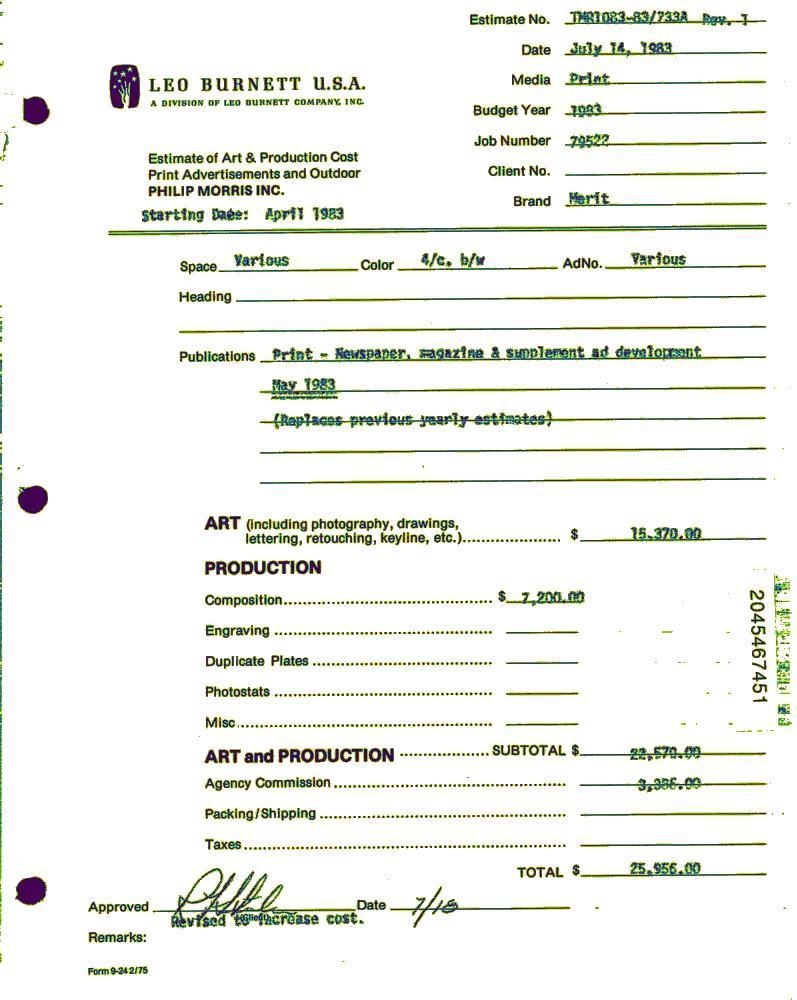 Estimate No. TMR1083-83/733A Rev. 1
Date July 14, 1983
LEO BURNETT U.S.A.
A DIVISION OF LEO BURNETT COMPANY, INC.
Media Print
Budget Year 1983
Job Number 79522
Estimate of Art & Production Cost
Print Advertisements and Outdoor
PHILIP MORRIS INC.
Client No.
Brand Merit
Starting Date: April 1983
Space Various Color 4/c, b/w AdNo. Various
Heading
Publications Print - Newspaper, magazine & supplement ad development
May 1983
(Replaces previous yearly estimates)
ART (including photography, drawings,
lettering, retouching, keyline, etc.)..................... $ 15,370.00
PRODUCTION
Composition............ $ 7,200.00
Engraving ............
Duplicate Plates ............
Photostats ............
Misc............
2045467451
ART and PRODUCTION ............ SUBTOTAL $ 22,570.00
Agency Commission ............ 3,386.00
Packing/Shipping ............
Taxes............
TOTAL $ 25,956.00
Approved Date 7/18
Revised to increase cost.
Remarks:
Form 9-24 2/75